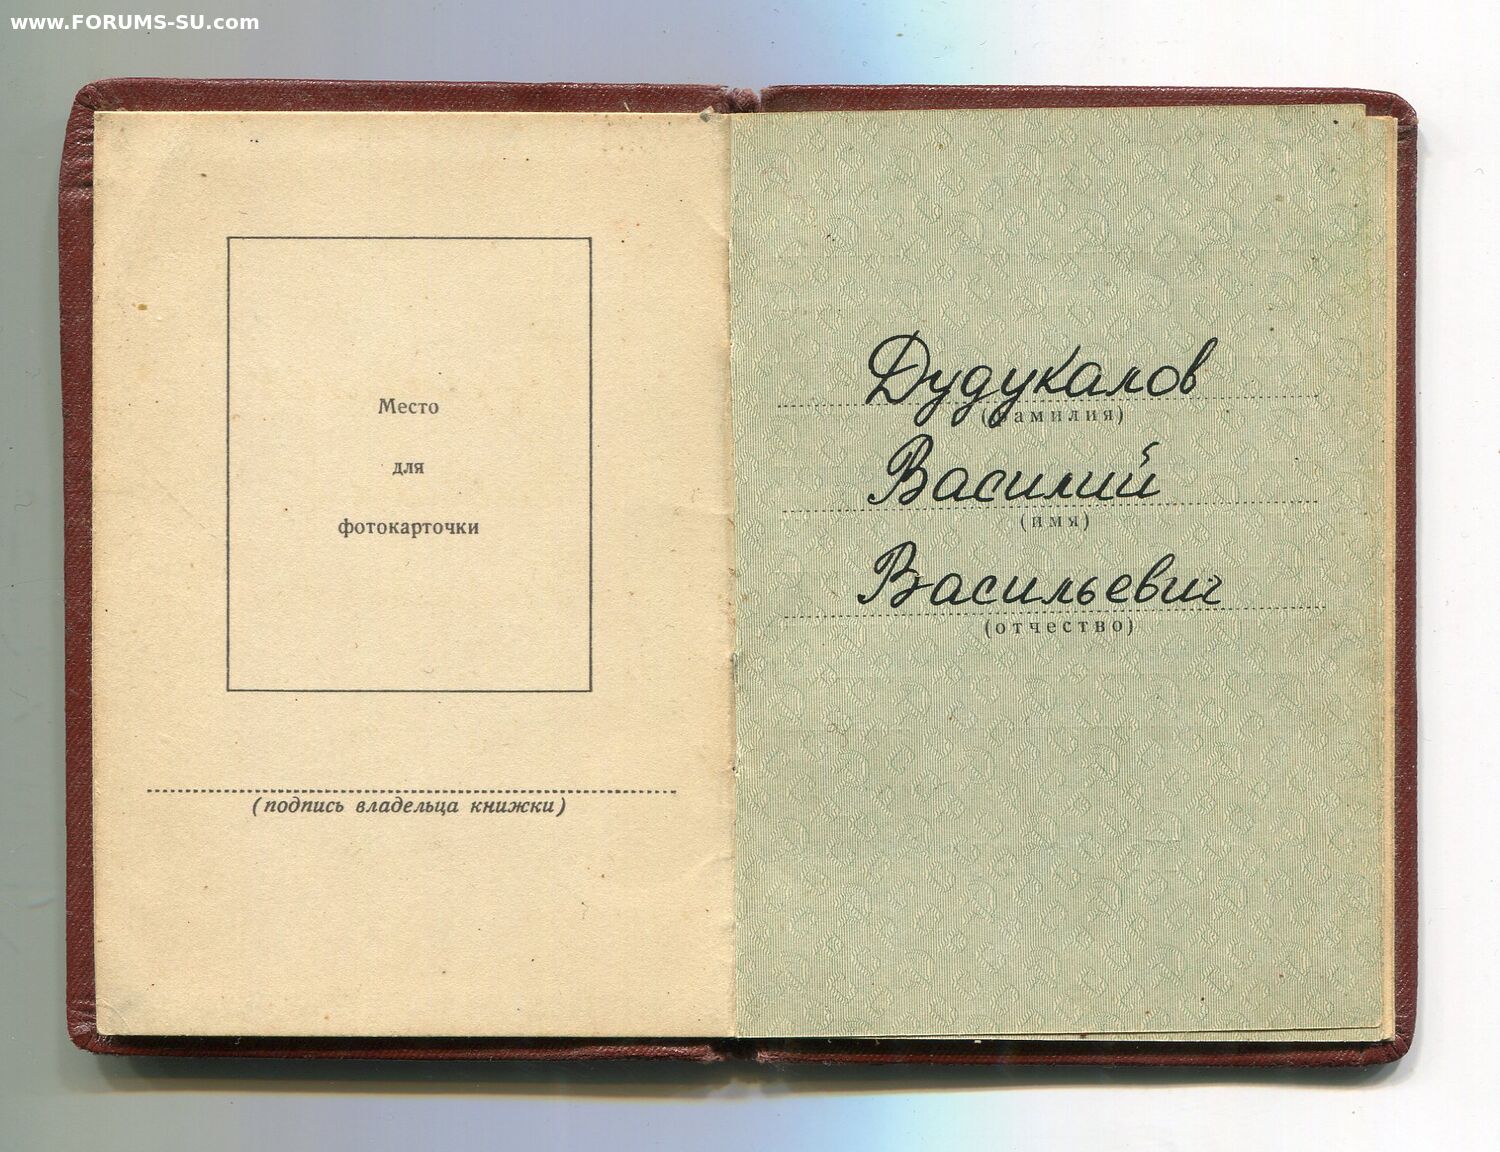 www.FORUMS-SU.com
Место
для
фотокарточки
(подпись владельца книжки)
Дудукалов
(фамилия)
Василий
(имя)
Васильевич
(отчество)